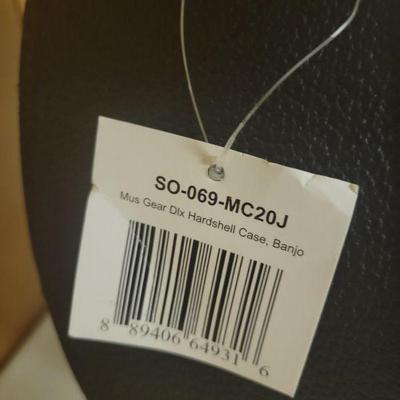 SO-069-MC20J
Mus Gear Dlx Hardshell Case, Banjo
8 89406 64931 6